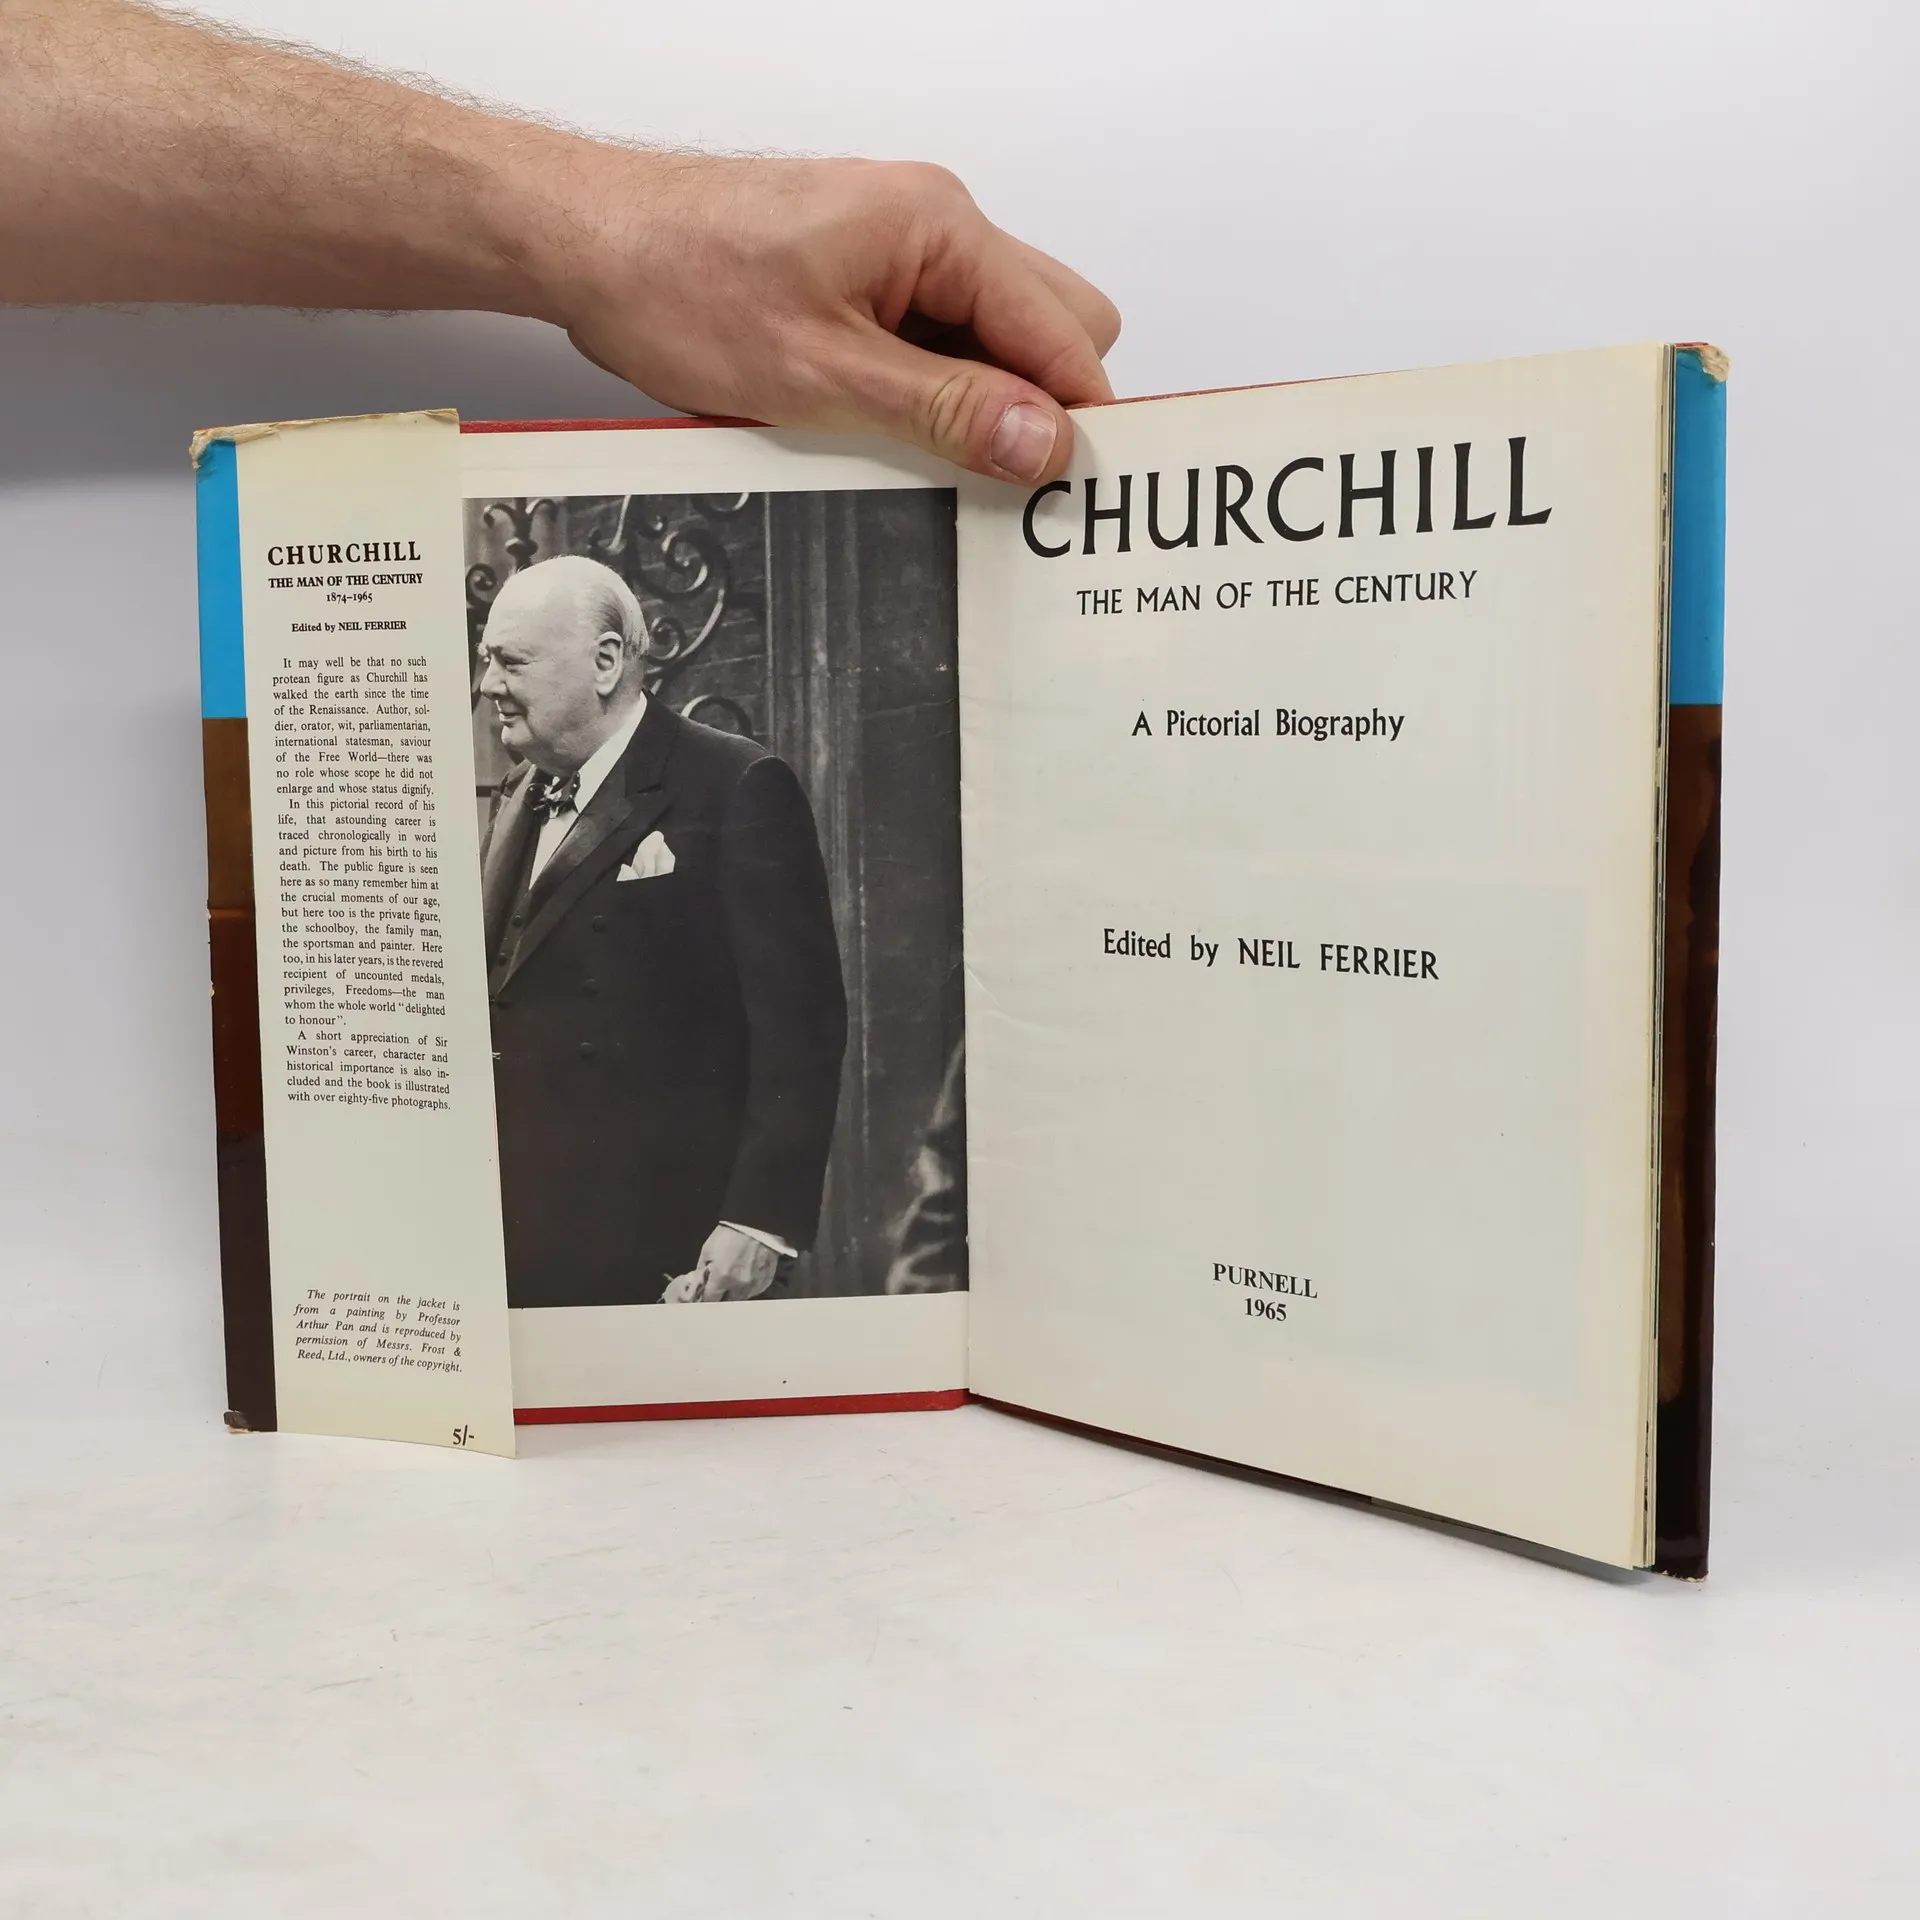 CHURCHILL
THE MAN OF THE CENTURY
1874–1965
Edited by NEIL FERRIER
It may well be that no such
protean figure as Churchill has
walked the earth since the time
of the Renaissance. Author, sol-
dier, orator, wit, parliamentarian,
international statesman, saviour
of the Free World—there was
no role whose scope he did not
enlarge and whose status dignify.
In this pictorial record of his
life, that astounding career is
traced chronologically in word
and picture from his birth to his
death. The public figure is seen
here as so many remember him at
the crucial moments of our age,
but here too is the private figure,
the schoolboy, the family man,
the sportsman and painter. Here
too, in his later years, is the revered
recipient of uncounted medals,
privileges, Freedoms—the man
whom the whole world "delighted
to honour".
A short appreciation of Sir
Winston's career, character and
historical importance is also in-
cluded and the book is illustrated
with over eighty-five photographs.
The portrait on the jacket is
from a painting by Professor
Arthur Pan and is reproduced by
permission of Messrs. Frost &
Reed, Ltd., owners of the copyright.
5/-
CHURCHILL
THE MAN OF THE CENTURY
A Pictorial Biography
Edited by NEIL FERRIER
PURNELL
1965